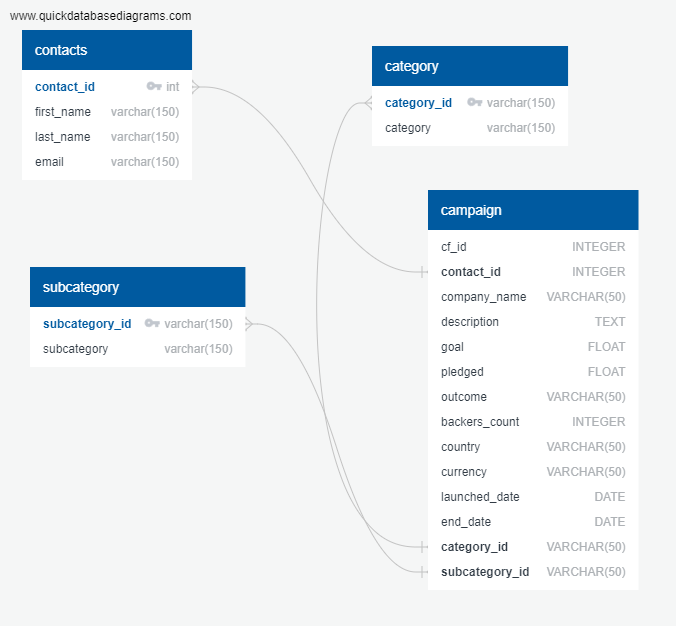 www.quickdatabasediagrams.com
contacts
contact_id int
first_name varchar(150)
last_name varchar(150)
email varchar(150)
category
category_id varchar(150)
category varchar(150)
subcategory
subcategory_id varchar(150)
subcategory varchar(150)
campaign
cf_id INTEGER
contact_id INTEGER
company_name VARCHAR(50)
description TEXT
goal FLOAT
pledged FLOAT
outcome VARCHAR(50)
backers_count INTEGER
country VARCHAR(50)
currency VARCHAR(50)
launched_date DATE
end_date DATE
category_id VARCHAR(50)
subcategory_id VARCHAR(50)